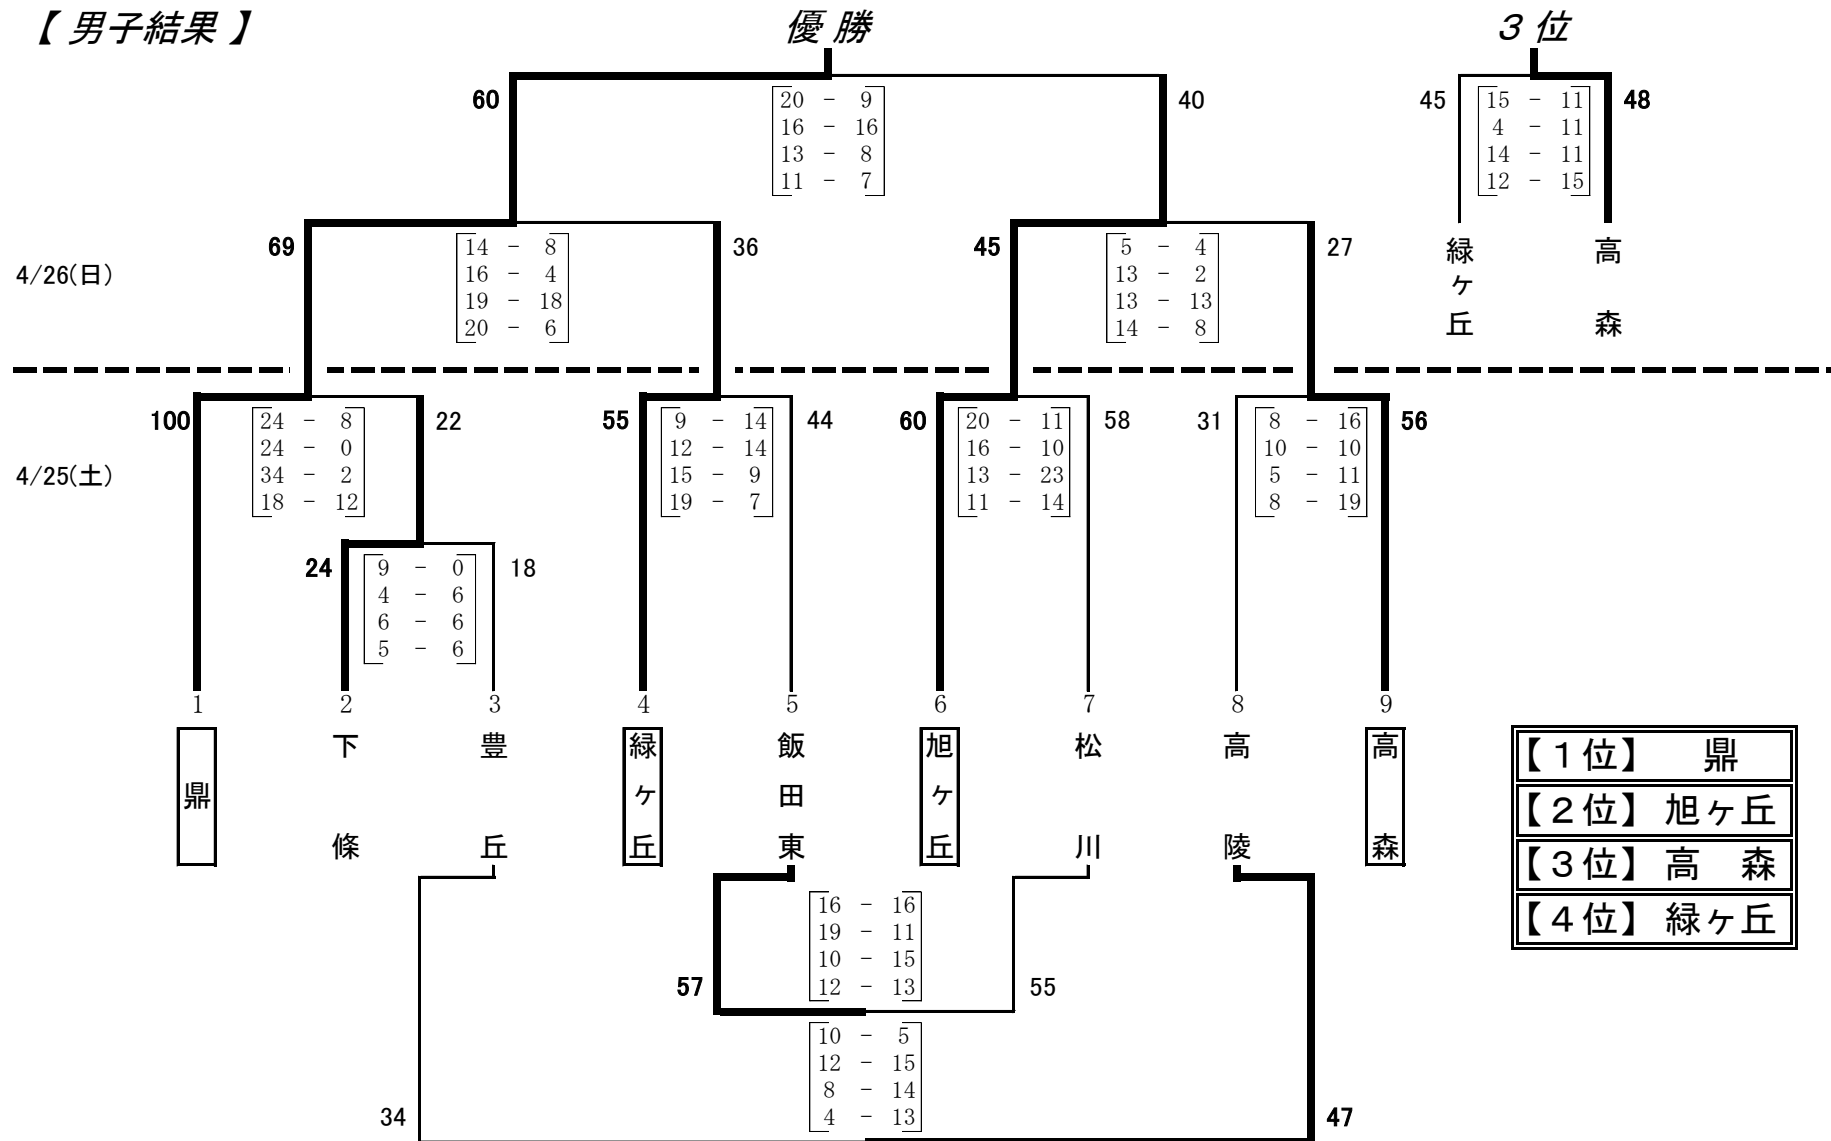 【 男子結果 】 優 勝 ３ 位
60 40 45 48
20 - 9 15 - 11
16 - 16 4 - 11
13 - 8 14 - 11
11 - 7 12 - 15
69 36 45 27
14 - 8 5 - 4
16 - 4 13 - 2
19 - 18 13 - 13
20 - 6 14 - 8
緑ヶ丘 高森
4/26(日)
100 22 55 44 60 58 31 56
24 - 8 9 - 14 20 - 11 8 - 16
24 - 0 12 - 14 16 - 10 10 - 10
34 - 2 15 - 9 13 - 23 5 - 11
18 - 12 19 - 7 11 - 14 8 - 19
4/25(土)
24 18
9 - 0
4 - 6
6 - 6
5 - 6
1 2 3 4 5 6 7 8 9
鼎 下條 豊丘 緑ヶ丘 飯田東 旭ヶ丘 松川 高陵 高森
【１位】 鼎
【２位】 旭ヶ丘
【３位】 高 森
【４位】 緑ヶ丘
16 - 16
19 - 11
10 - 15
12 - 13
57 55
10 - 5
12 - 15
8 - 14
4 - 13
34 47